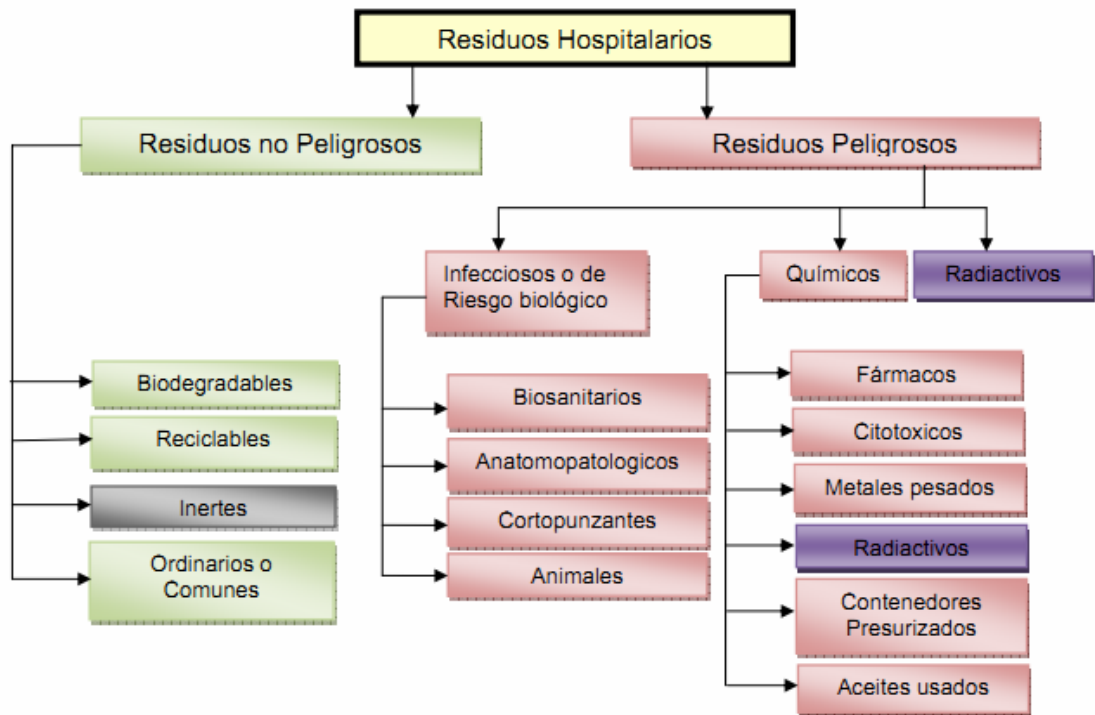 Residuos Hospitalarios
Residuos no Peligrosos
Residuos Peligrosos
Infecciosos o de
Riesgo biológico
Químicos
Radiactivos
Biodegradables
Reciclables
Inertes
Ordinarios o
Comunes
Biosanitarios
Anatomopatologicos
Cortopunzantes
Animales
Fármacos
Citotoxicos
Metales pesados
Radiactivos
Contenedores
Presurizados
Aceites usados